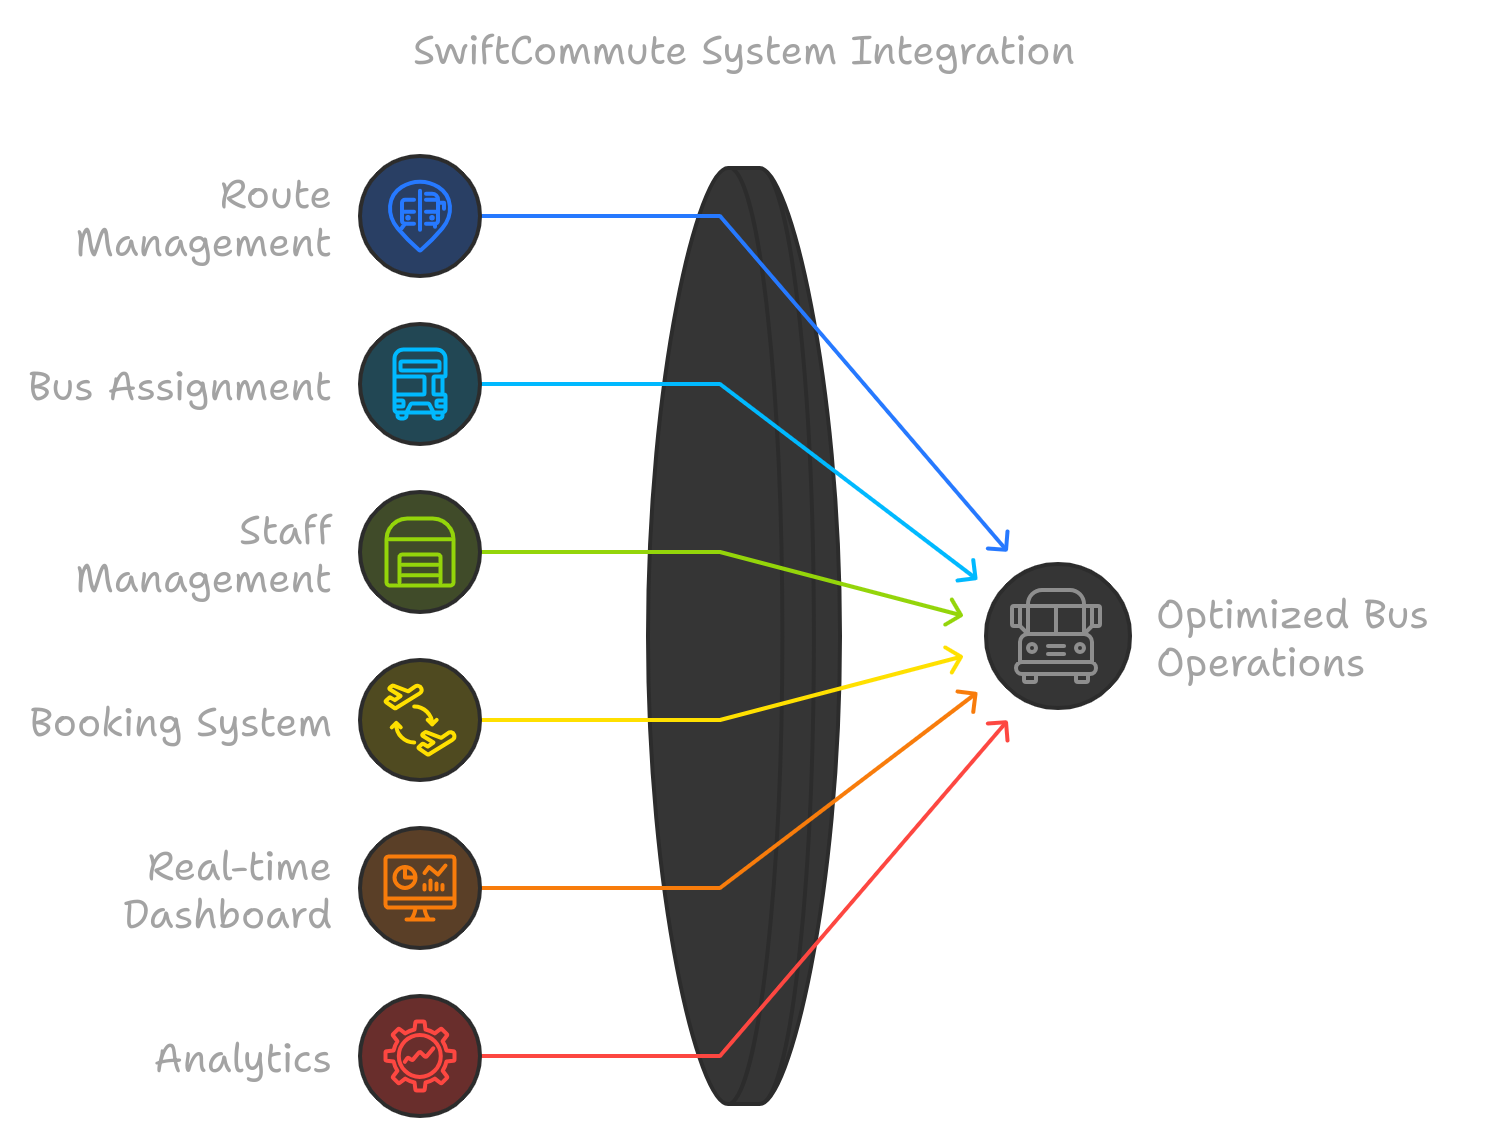 SwiftCommute System Integration
Route
Management
Bus Assignment
Staff
Management
Booking System
Real-time
Dashboard
Analytics
Optimized Bus
Operations